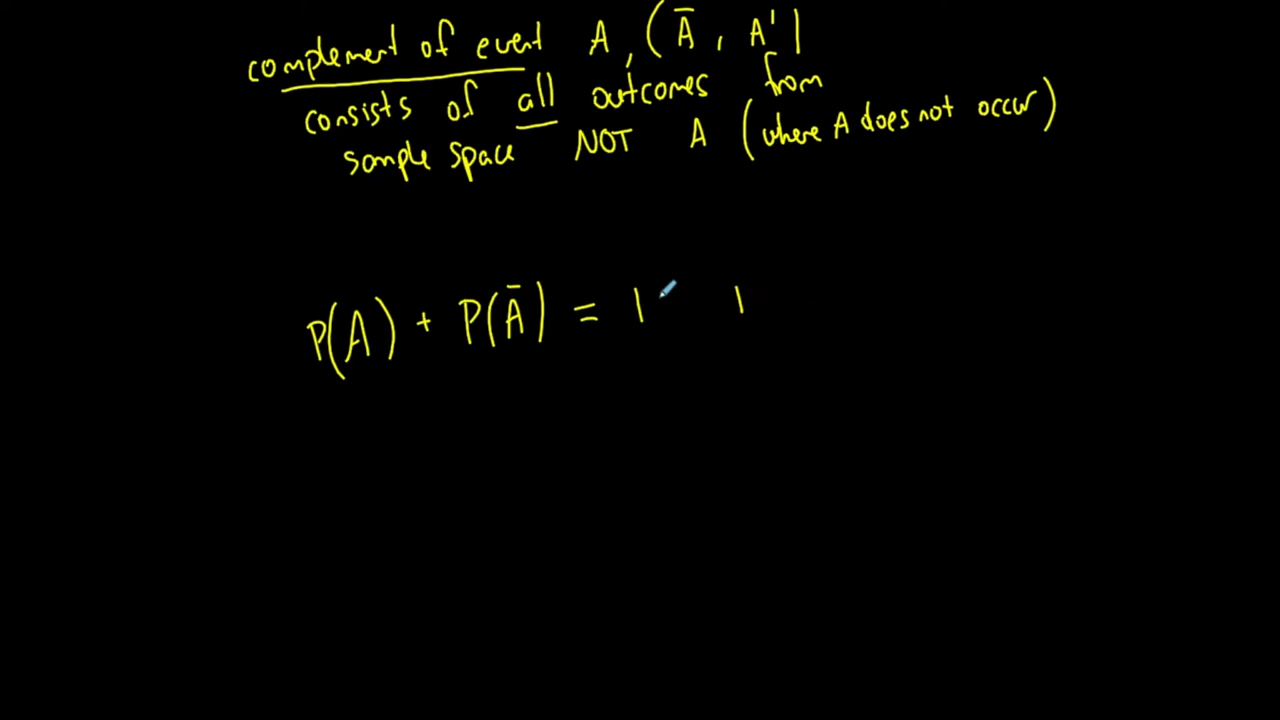 complement of event A, (Ā, A')
consists of all outcomes from
sample space NOT A (where A does not occur)
P(A) + P(Ā) = 1 1